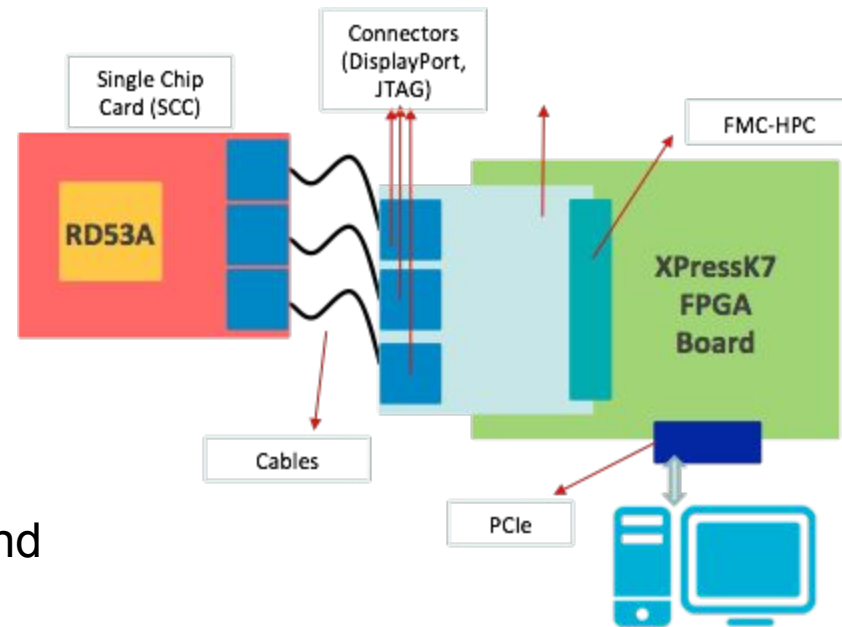 Connectors
(DisplayPort,
JTAG)
Single Chip
Card (SCC)
FMC-HPC
RD53A
XPressK7
FPGA
Board
Cables
PCIe
nd